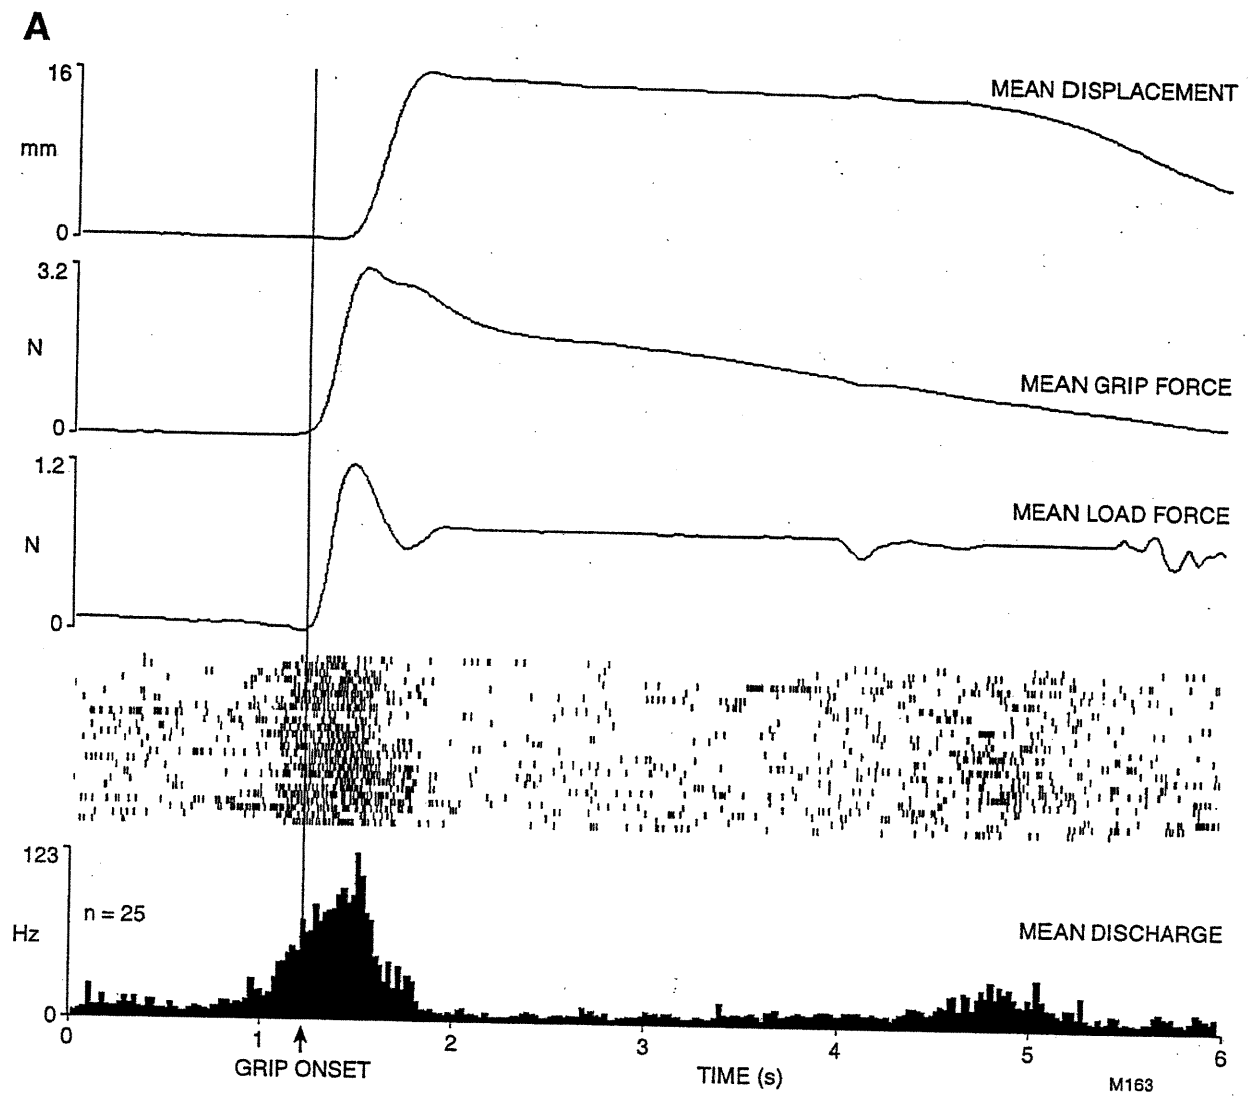 A
16
MEAN DISPLACEMENT
mm
0
3.2
N
MEAN GRIP FORCE
0
1.2
MEAN LOAD FORCE
N
0
123
n = 25
Hz
MEAN DISCHARGE
0
0 1 2 3 4 5 6
GRIP ONSET
TIME (s)
M163